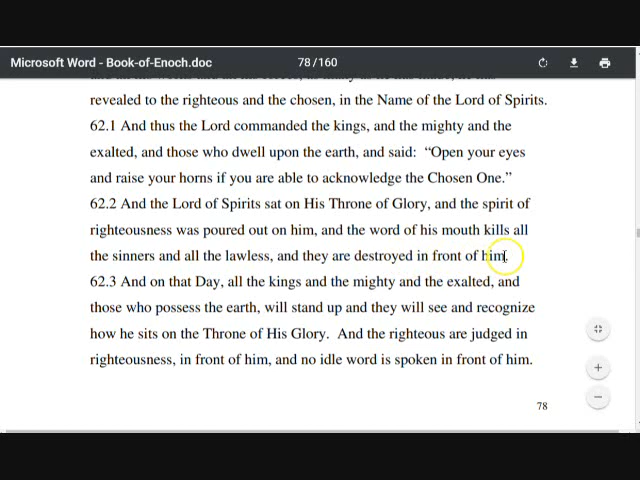 Microsoft Word - Book-of-Enoch.doc 78 / 160
revealed to the righteous and the chosen, in the Name of the Lord of Spirits.
62.1 And thus the Lord commanded the kings, and the mighty and the
exalted, and those who dwell upon the earth, and said: “Open your eyes
and raise your horns if you are able to acknowledge the Chosen One.”
62.2 And the Lord of Spirits sat on His Throne of Glory, and the spirit of
righteousness was poured out on him, and the word of his mouth kills all
the sinners and all the lawless, and they are destroyed in front of him.
62.3 And on that Day, all the kings and the mighty and the exalted, and
those who possess the earth, will stand up and they will see and recognize
how he sits on the Throne of His Glory. And the righteous are judged in
righteousness, in front of him, and no idle word is spoken in front of him.
78